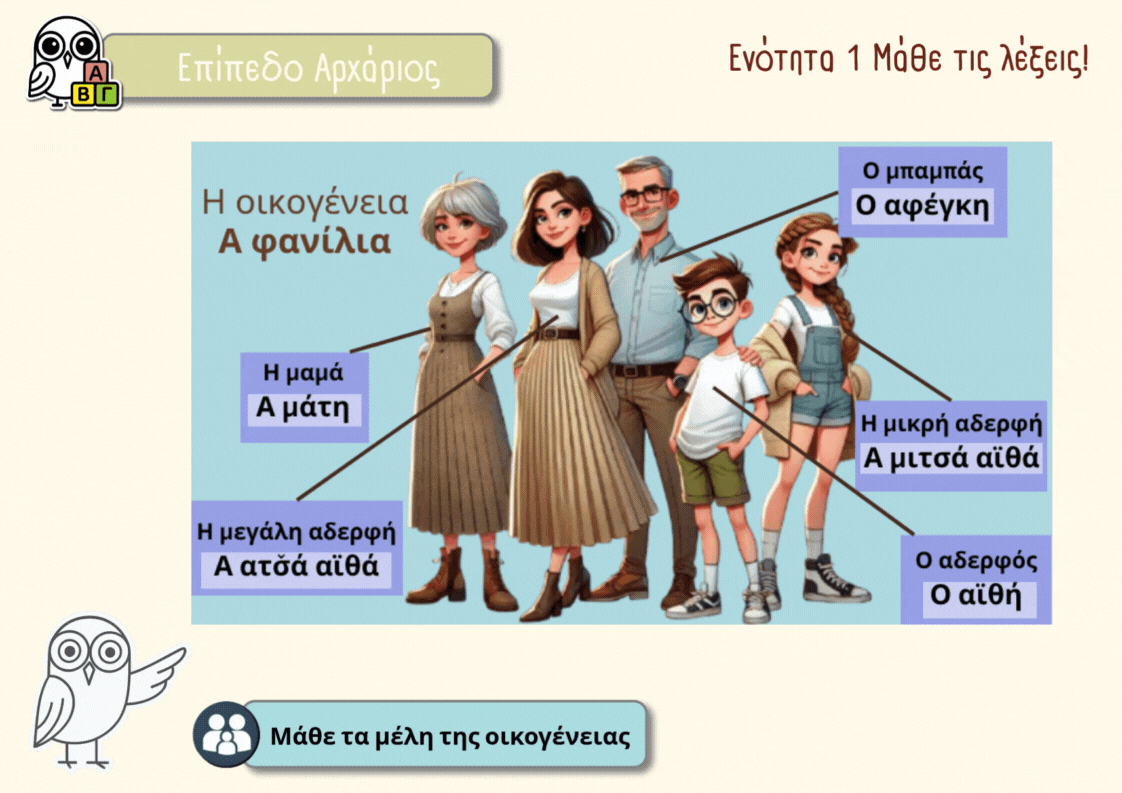 Επίπεδο Αρχάριος
Ενότητα 1 Μάθε τις λέξεις!
Α
Β Γ
Η οικογένεια
Α φανίλια
Ο μπαμπάς
Ο αφέγκη
Η μαμά
Α μάτη
Η μικρή αδερφή
Α μιτσά αϊθά
Η μεγάλη αδερφή
Α ατσ̌ά αϊθά
Ο αδερφός
Ο αϊθή
Μάθε τα μέλη της οικογένειας